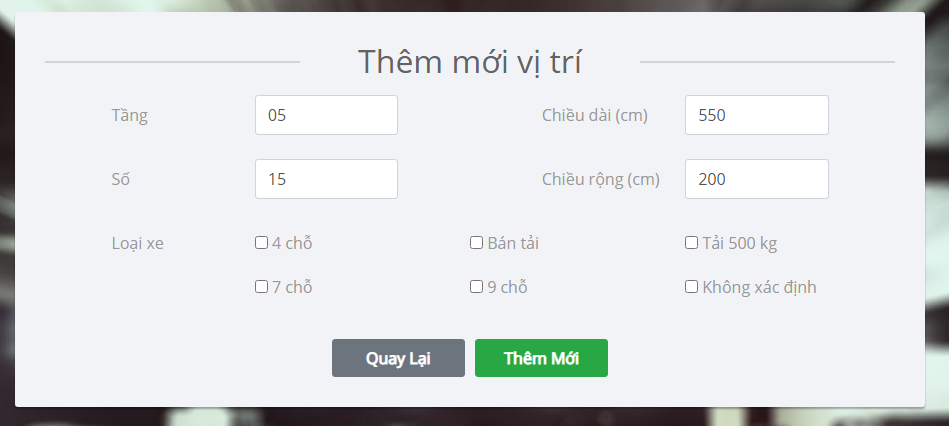 Thêm mới vị trí
Tầng 05 Chiều dài (cm) 550
Số 15 Chiều rộng (cm) 200
Loại xe 4 chỗ Bán tải Tải 500 kg
7 chỗ 9 chỗ Không xác định
Quay Lại Thêm Mới